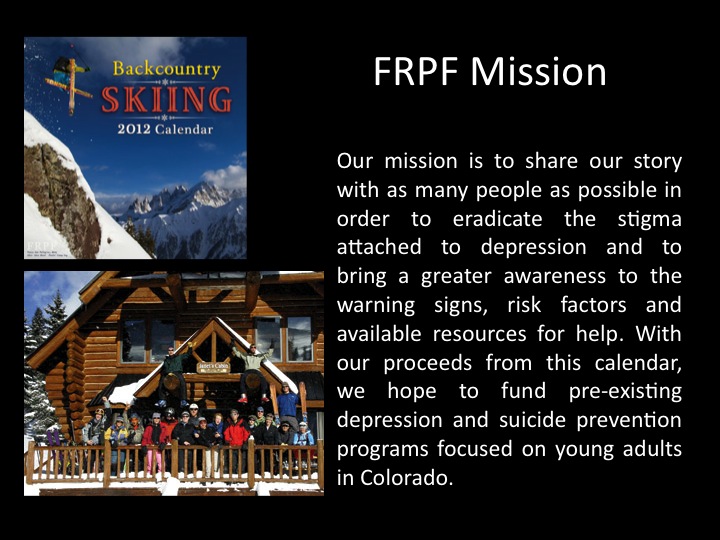 Backcountry
SKIING
2012 Calendar
FRPF
Janet's Cabin
FRPF Mission
Our mission is to share our story
with as many people as possible in
order to eradicate the stigma
attached to depression and to
bring a greater awareness to the
warning signs, risk factors and
available resources for help. With
our proceeds from this calendar,
we hope to fund pre-existing
depression and suicide prevention
programs focused on young adults
in Colorado.